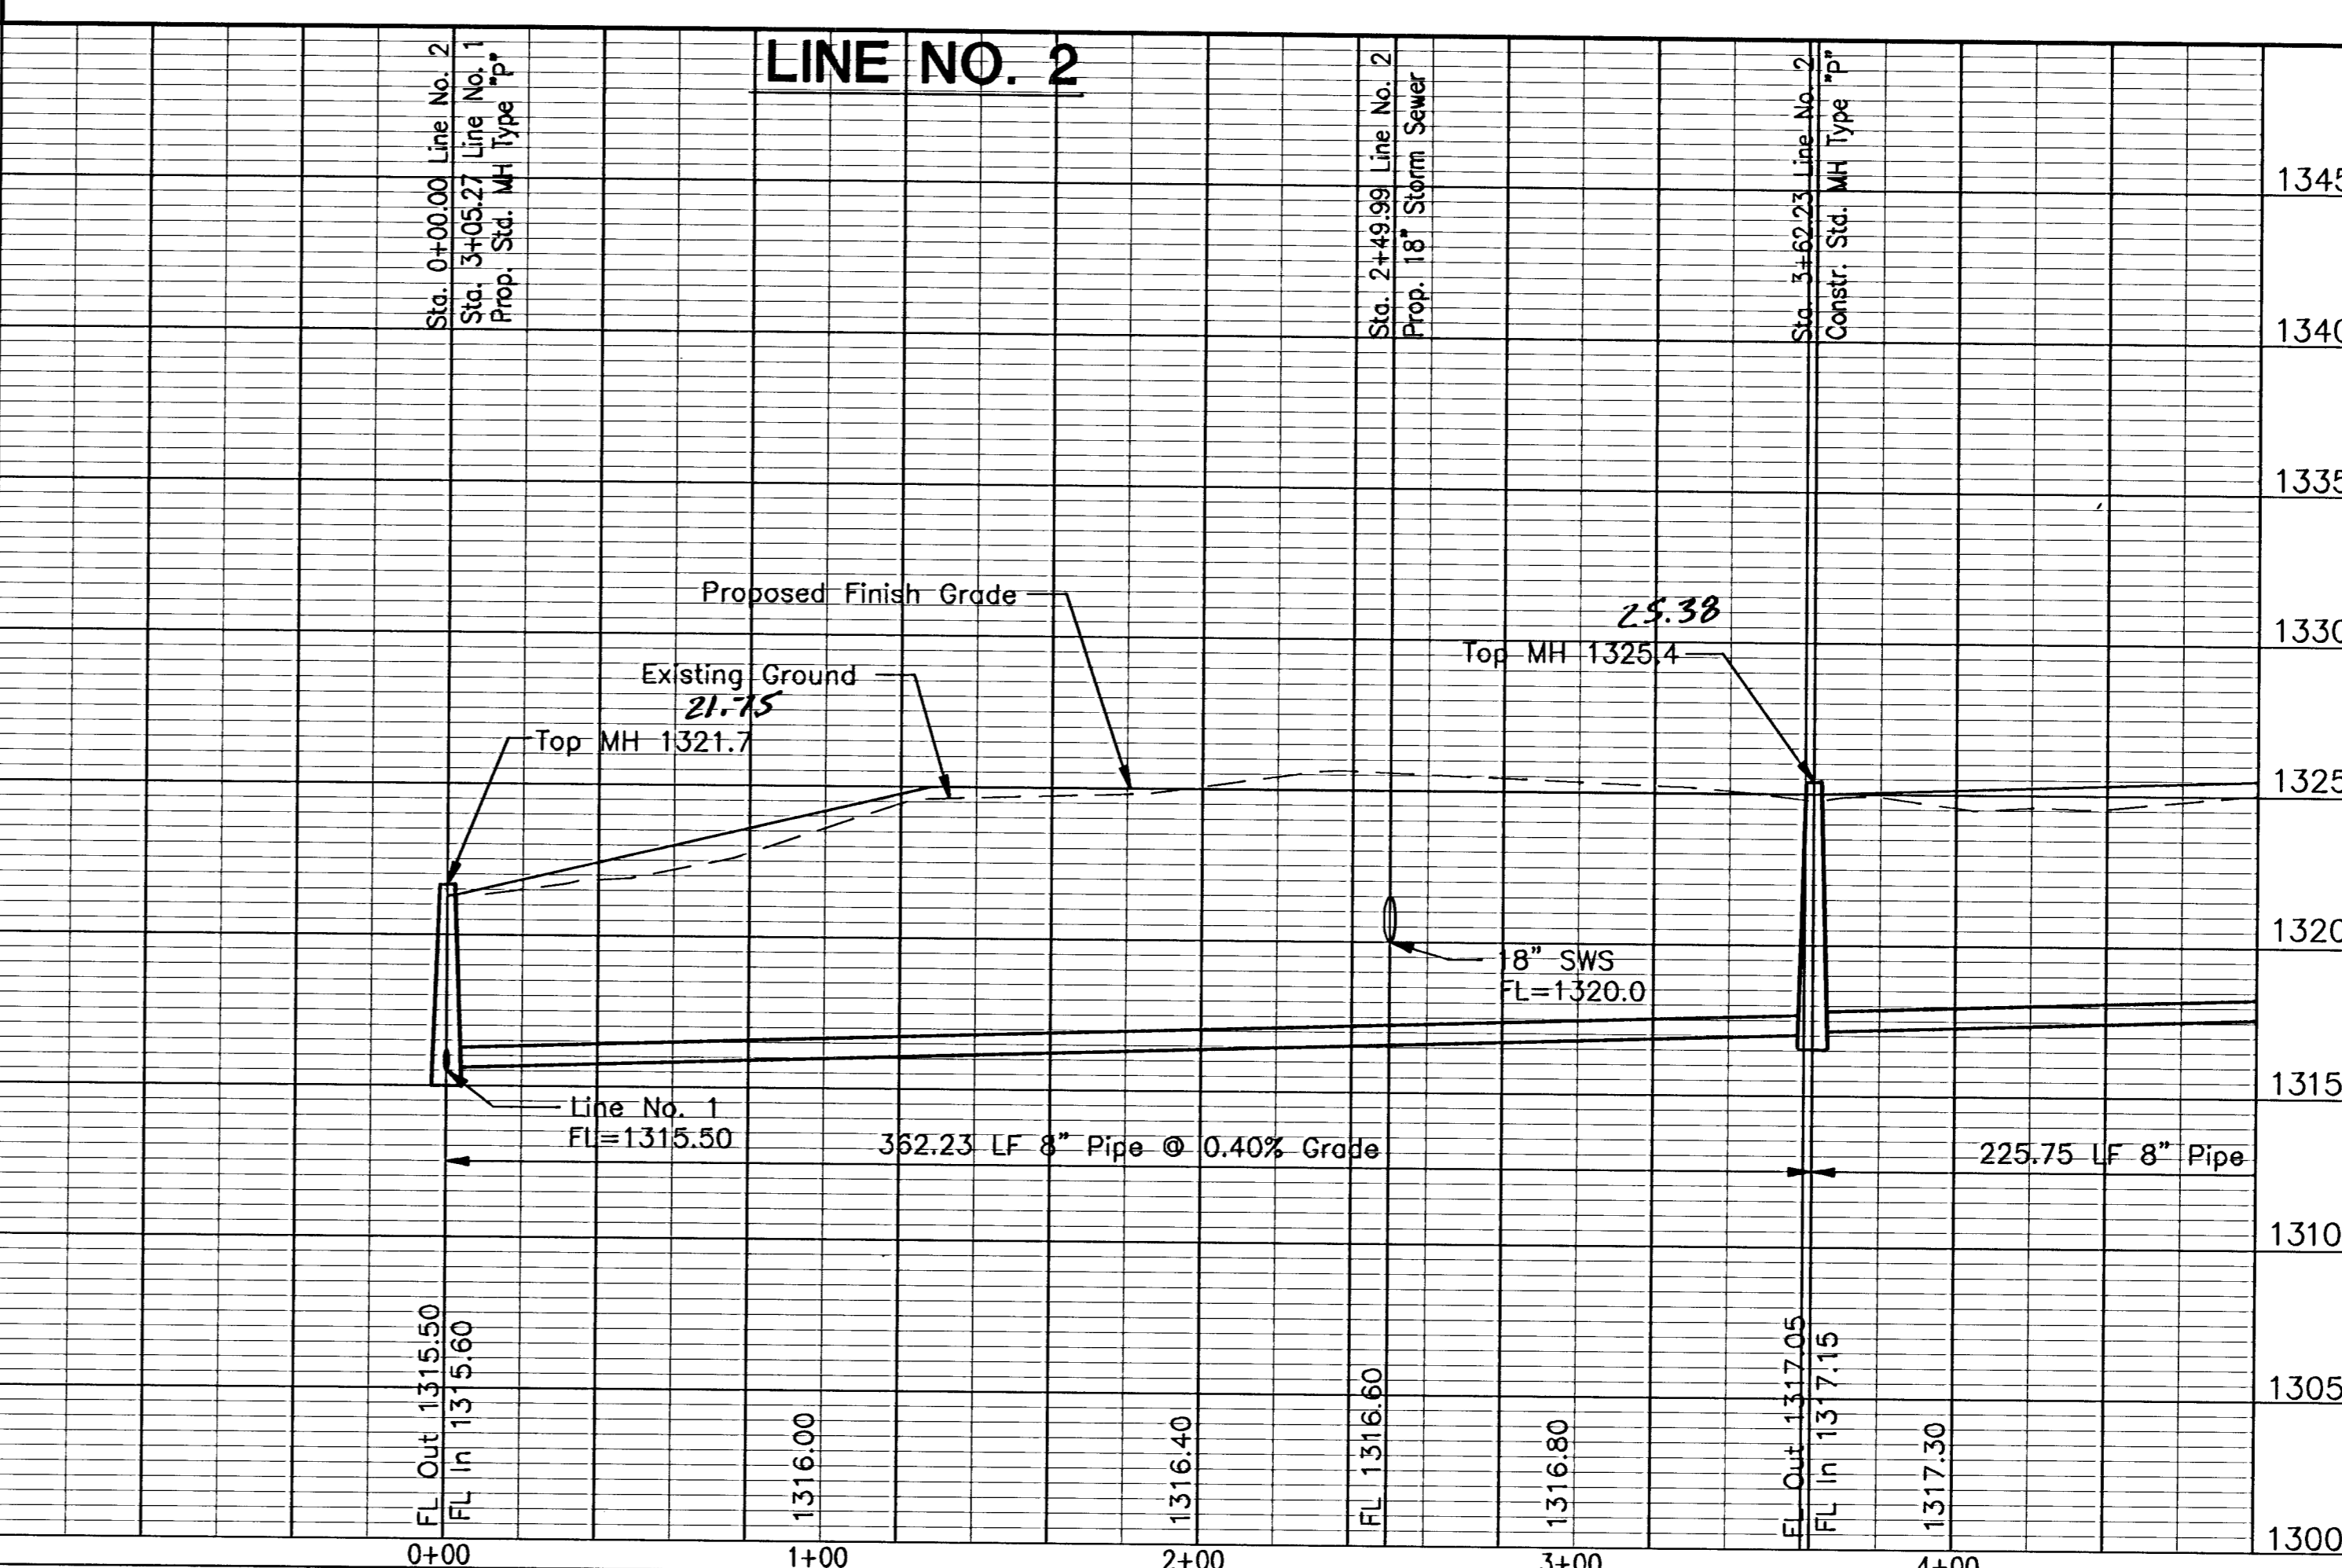 LINE NO. 2
Sta. 0+00.00 Line No. 2
Sta. 3+05.27 Line No. 1
Prop. Std. MH Type "P"
Sta. 2+49.99 Line No. 2
Prop. 18" Storm Sewer
Sta. 3+62.23 Line No. 2
Constr. Std. MH Type "P"
1345
1340
1335
Proposed Finish Grade
25.38
1330
Top MH 1325.4
Existing Ground
21.75
Top MH 1321.7
1325
1320
18" SWS
FL=1320.0
1315
Line No. 1
FL=1315.50
362.23 LF 8" Pipe @ 0.40% Grade
225.75 LF 8" Pipe
1310
1305
FL Out 1315.50
FL In 1315.60
1316.00
1316.40
FL 1316.60
1316.80
FL Out 1317.05
FL In 1317.15
1317.30
1300
0+00
1+00
2+00
3+00
4+00